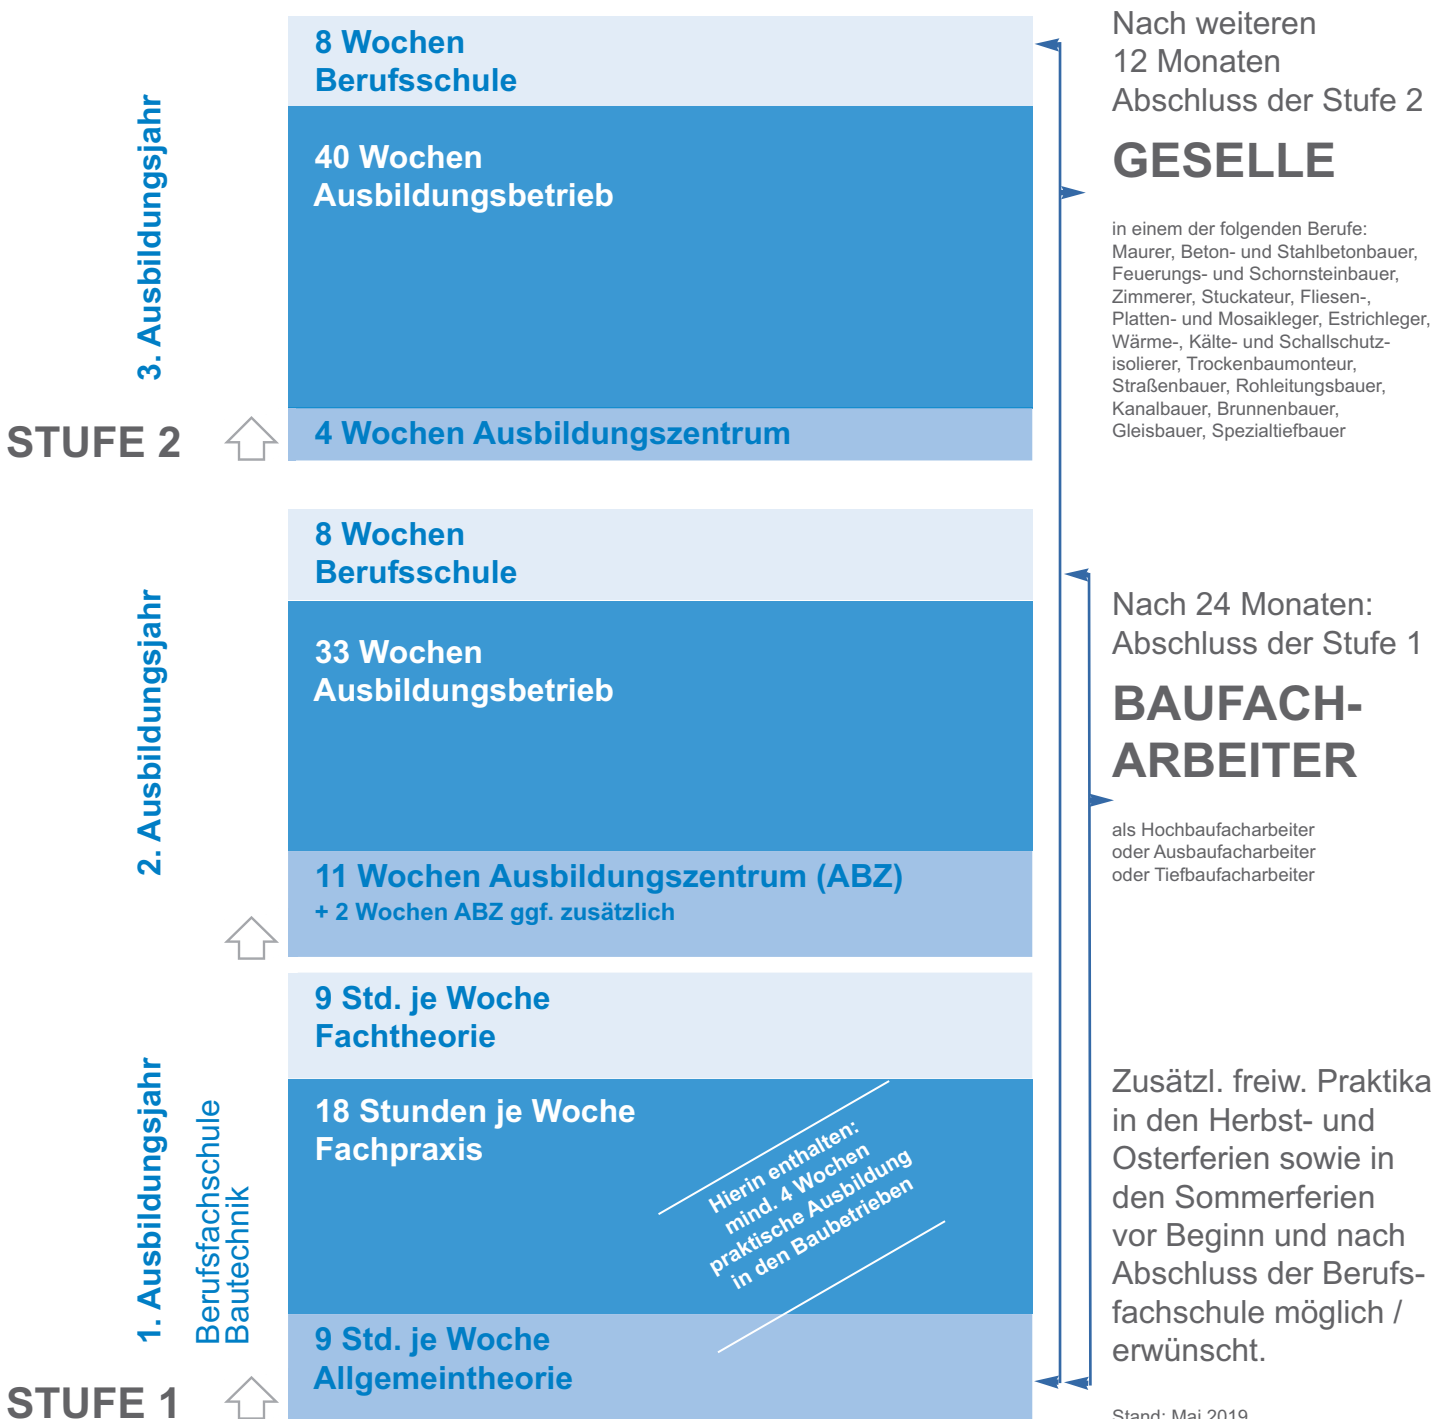 8 Wochen
Berufsschule
40 Wochen
Ausbildungsbetrieb
3. Ausbildungsjahr
4 Wochen Ausbildungszentrum
STUFE 2
Nach weiteren
12 Monaten
Abschluss der Stufe 2
GESELLE
in einem der folgenden Berufe:
Maurer, Beton- und Stahlbetonbauer,
Feuerungs- und Schornsteinbauer,
Zimmerer, Stuckateur, Fliesen-,
Platten- und Mosaikleger, Estrichleger,
Wärme-, Kälte- und Schallschutz-
isolierer, Trockenbaumonteur,
Straßenbauer, Rohleitungsbauer,
Kanalbauer, Brunnenbauer,
Gleisbauer, Spezialtiefbauer
8 Wochen
Berufsschule
33 Wochen
Ausbildungsbetrieb
2. Ausbildungsjahr
11 Wochen Ausbildungszentrum (ABZ)
+ 2 Wochen ABZ ggf. zusätzlich
Nach 24 Monaten:
Abschluss der Stufe 1
BAUFACH-
ARBEITER
als Hochbaufacharbeiter
oder Ausbaufacharbeiter
oder Tiefbaufacharbeiter
9 Std. je Woche
Fachtheorie
18 Stunden je Woche
Fachpraxis
Hierin enthalten:
mind. 4 Wochen
praktische Ausbildung
in den Baubetrieben
1. Ausbildungsjahr
Berufsfachschule
Bautechnik
9 Std. je Woche
Allgemeintheorie
STUFE 1
Zusätzl. freiw. Praktika
in den Herbst- und
Osterferien sowie in
den Sommerferien
vor Beginn und nach
Abschluss der Berufs-
fachschule möglich /
erwünscht.
Stand: Mai 2019